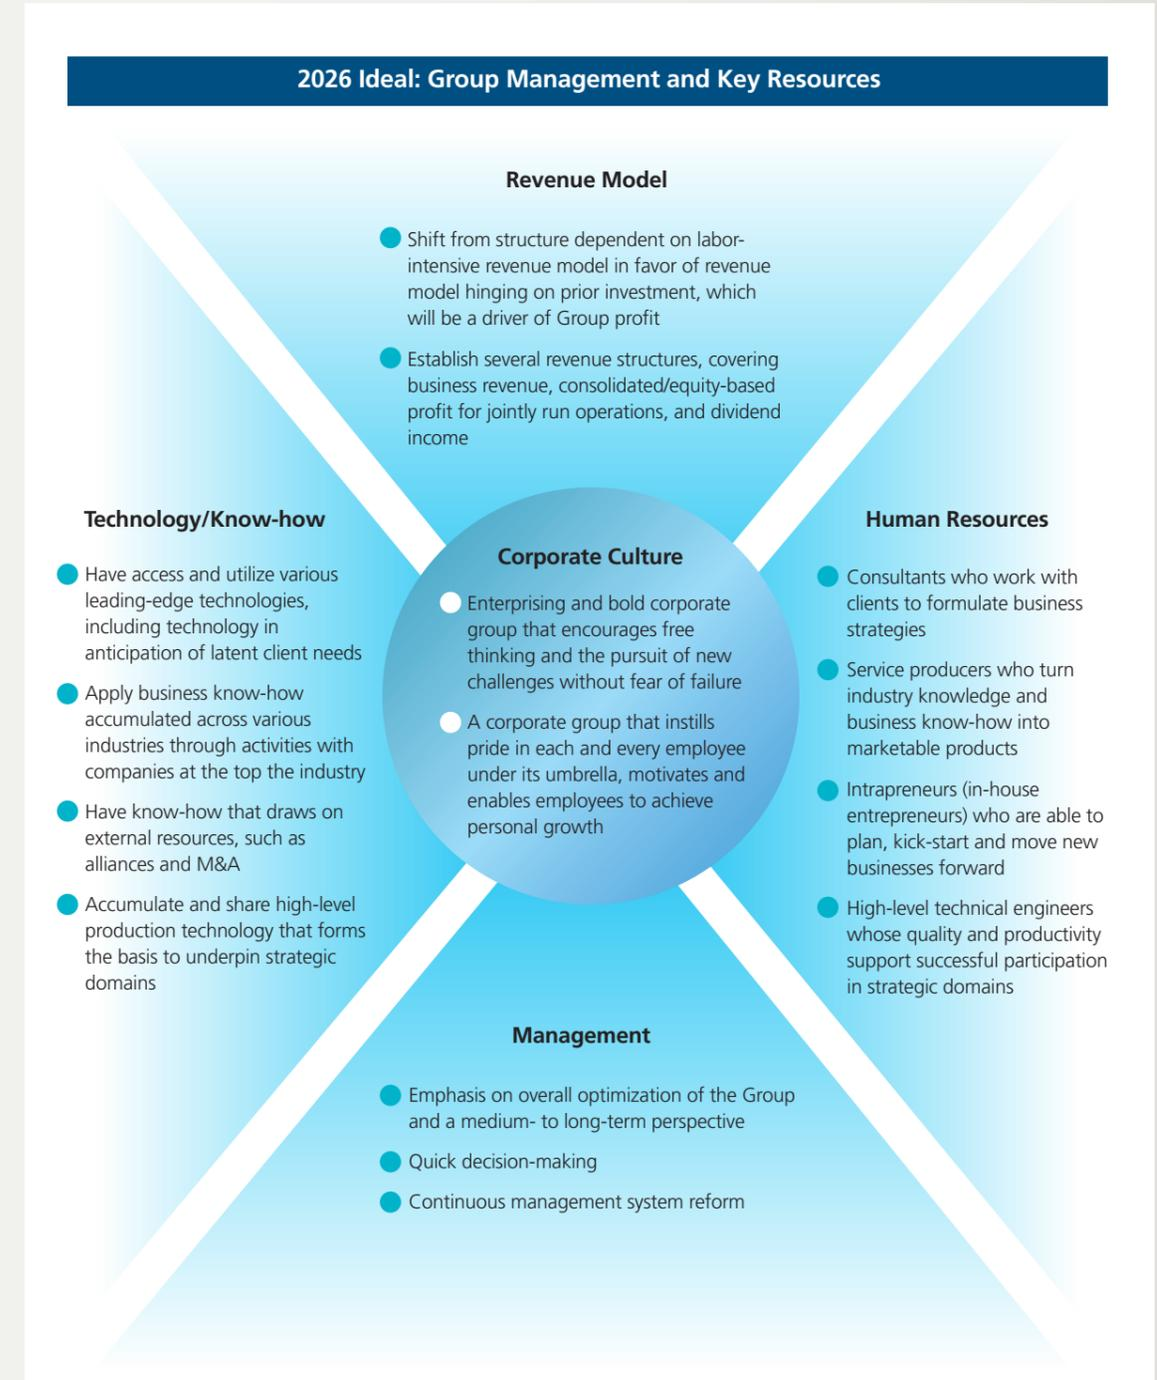 2026 Ideal: Group Management and Key Resources
Revenue Model
Shift from structure dependent on labor-
intensive revenue model in favor of revenue
model hinging on prior investment, which
will be a driver of Group profit
Establish several revenue structures, covering
business revenue, consolidated/equity-based
profit for jointly run operations, and dividend
income
Technology/Know-how
Have access and utilize various
leading-edge technologies,
including technology in
anticipation of latent client needs
Apply business know-how
accumulated across various
industries through activities with
companies at the top the industry
Have know-how that draws on
external resources, such as
alliances and M&A
Accumulate and share high-level
production technology that forms
the basis to underpin strategic
domains
Corporate Culture
Enterprising and bold corporate
group that encourages free
thinking and the pursuit of new
challenges without fear of failure
A corporate group that instills
pride in each and every employee
under its umbrella, motivates and
enables employees to achieve
personal growth
Human Resources
Consultants who work with
clients to formulate business
strategies
Service producers who turn
industry knowledge and
business know-how into
marketable products
Intrapreneurs (in-house
entrepreneurs) who are able to
plan, kick-start and move new
businesses forward
High-level technical engineers
whose quality and productivity
support successful participation
in strategic domains
Management
Emphasis on overall optimization of the Group
and a medium- to long-term perspective
Quick decision-making
Continuous management system reform